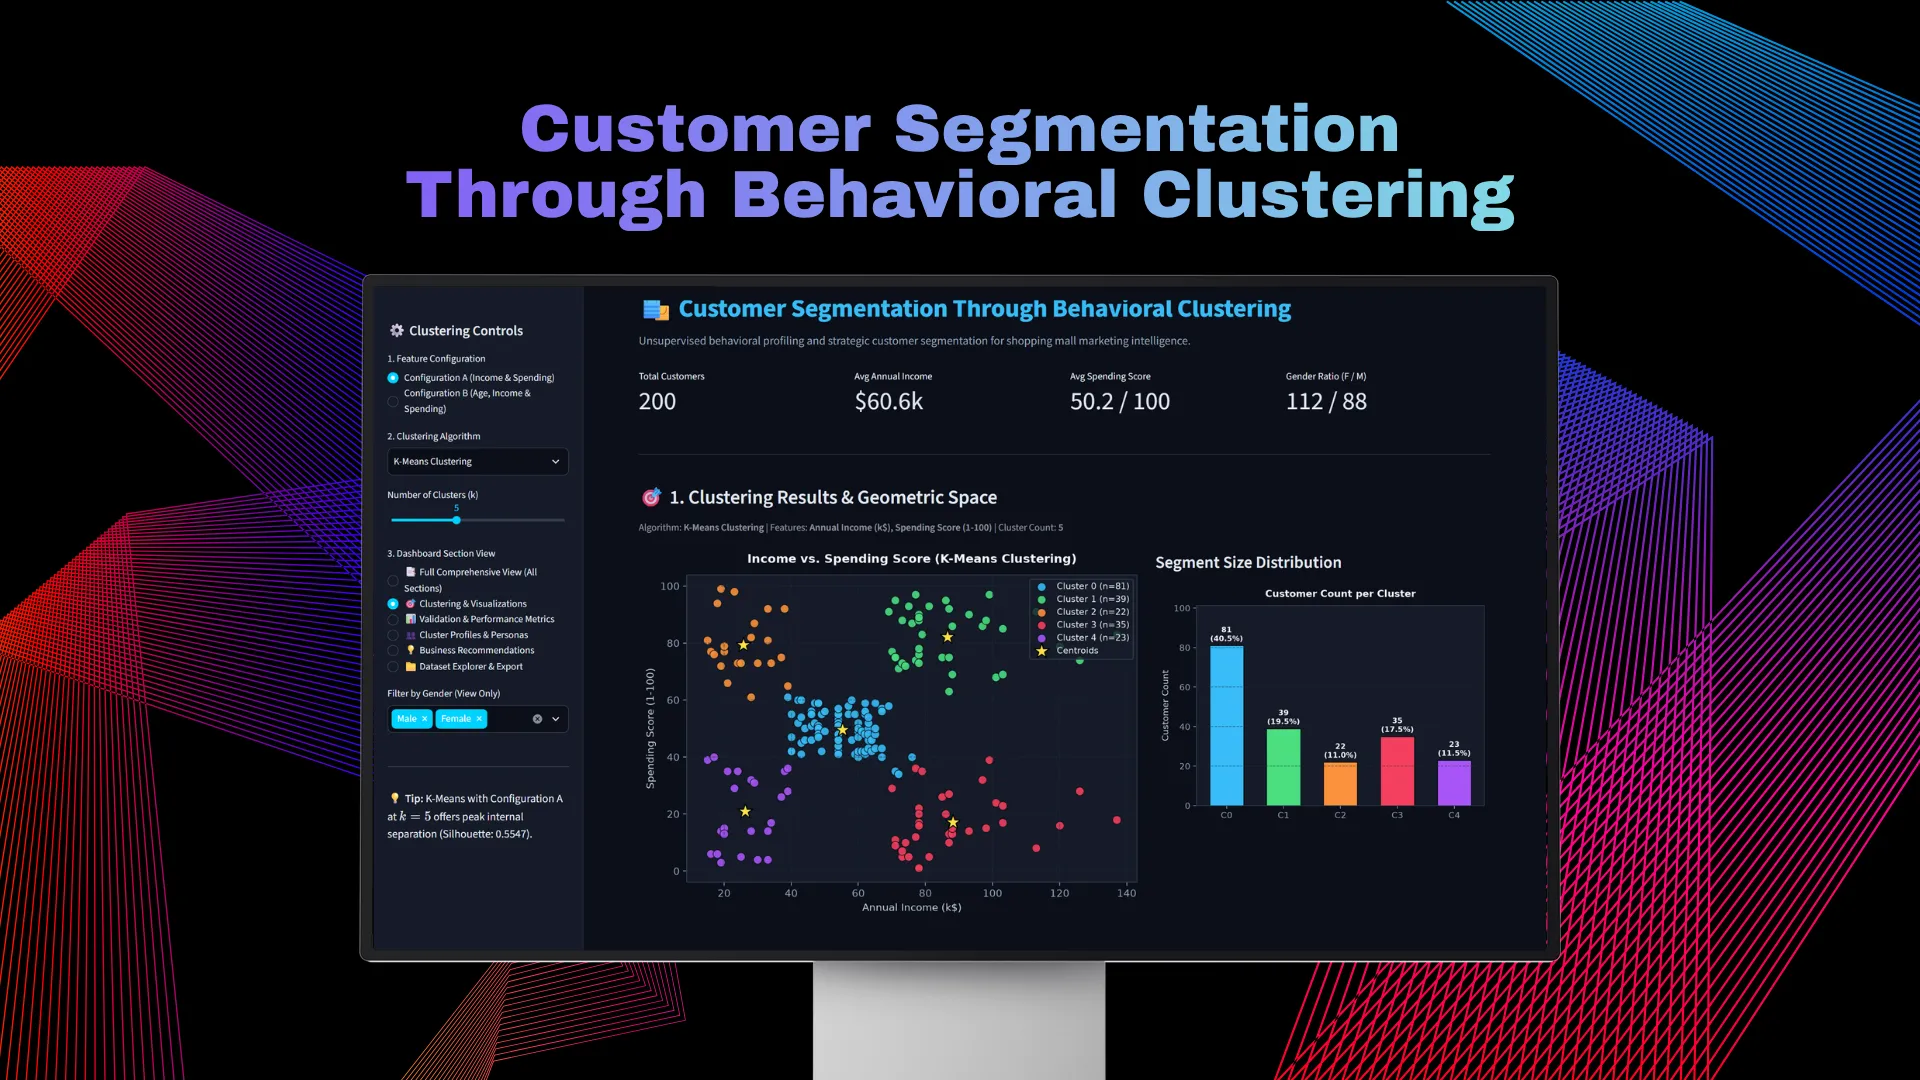 Customer Segmentation
Through Behavioral Clustering
Clustering Controls
1. Feature Configuration
Configuration A (Income & Spending)
Configuration B (Age, Income &
Spending)
2. Clustering Algorithm
K-Means Clustering
Number of Clusters (k)
5
3. Dashboard Section View
Full Comprehensive View (All
Sections)
Clustering & Visualizations
Validation & Performance Metrics
Cluster Profiles & Personas
Business Recommendations
Dataset Explorer & Export
Filter by Gender (View Only)
Male × Female ×
Tip: K-Means with Configuration A
at k = 5 offers peak internal
separation (Silhouette: 0.5547).
Customer Segmentation Through Behavioral Clustering
Unsupervised behavioral profiling and strategic customer segmentation for shopping mall marketing intelligence.
Total Customers
200
Avg Annual Income
$60.6k
Avg Spending Score
50.2 / 100
Gender Ratio (F / M)
112 / 88
1. Clustering Results & Geometric Space
Algorithm: K-Means Clustering | Features: Annual Income (k$), Spending Score (1-100) | Cluster Count: 5
Income vs. Spending Score (K-Means Clustering)
Cluster 0 (n=81)
Cluster 1 (n=39)
Cluster 2 (n=22)
Cluster 3 (n=35)
Cluster 4 (n=23)
Centroids
Spending Score (1-100)
100
80
60
40
20
0
20 40 60 80 100 120 140
Annual Income (k$)
Segment Size Distribution
Customer Count per Cluster
Customer Count
100
80
60
40
20
0
81
(40.5%)
39
(19.5%)
22
(11.0%)
35
(17.5%)
23
(11.5%)
C0 C1 C2 C3 C4